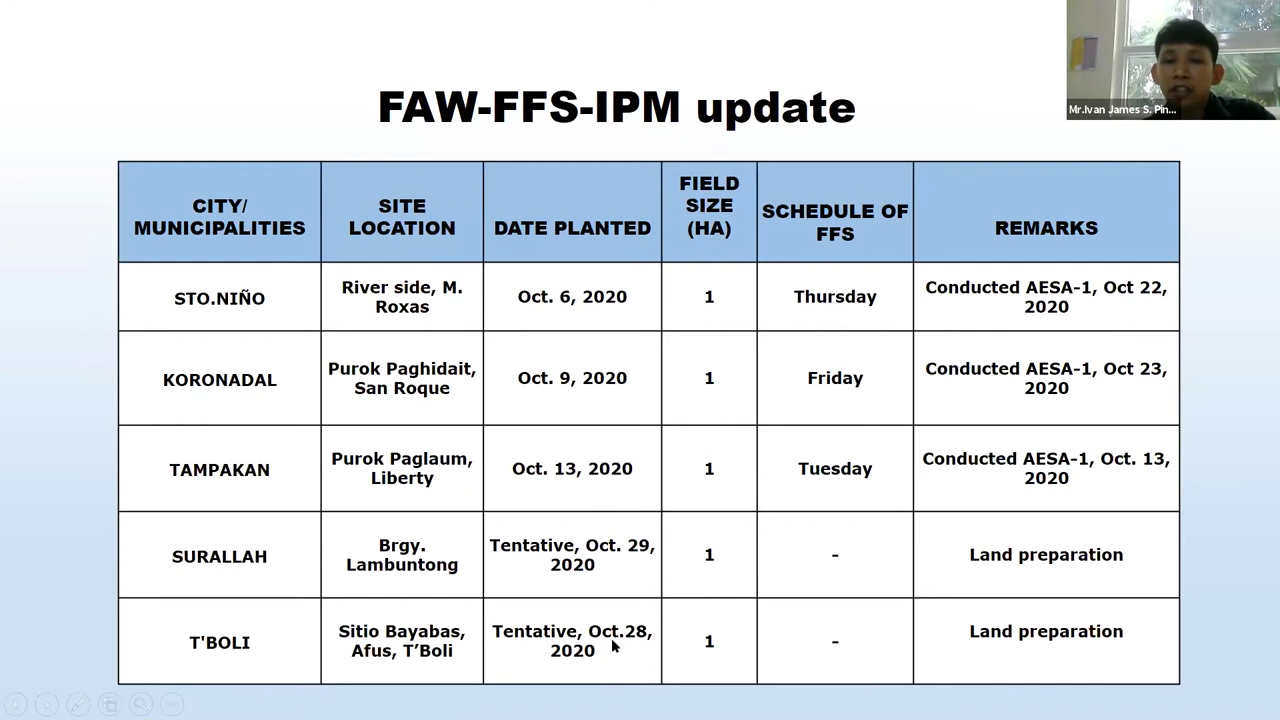 Mr.Ivan James S. Pin...
FAW-FFS-IPM update
CITY/
MUNICIPALITIES
SITE
LOCATION
DATE PLANTED
FIELD
SIZE
(HA)
SCHEDULE OF
FFS
REMARKS
STO.NIÑO
River side, M.
Roxas
Oct. 6, 2020
1
Thursday
Conducted AESA-1, Oct 22,
2020
KORONADAL
Purok Paghidait,
San Roque
Oct. 9, 2020
1
Friday
Conducted AESA-1, Oct 23,
2020
TAMPAKAN
Purok Paglaum,
Liberty
Oct. 13, 2020
1
Tuesday
Conducted AESA-1, Oct. 13,
2020
SURALLAH
Brgy.
Lambuntong
Tentative, Oct. 29,
2020
1
-
Land preparation
T'BOLI
Sitio Bayabas,
Afus, T’Boli
Tentative, Oct.28,
2020
1
-
Land preparation